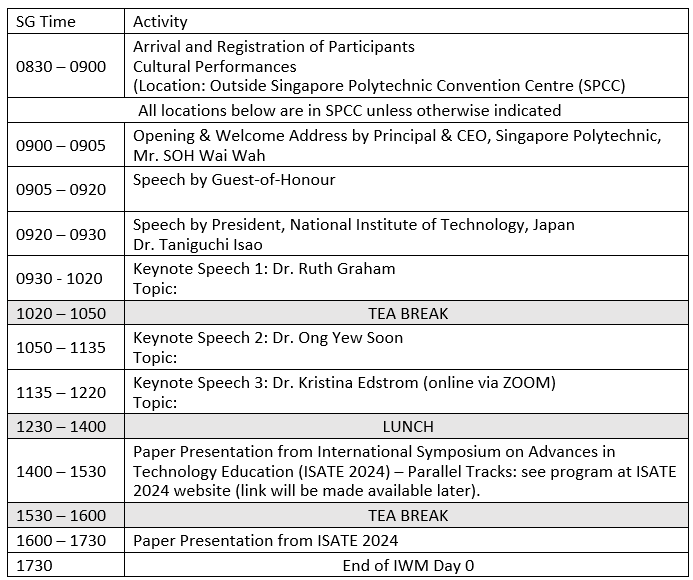 SG Time Activity
0830 – 0900
Arrival and Registration of Participants
Cultural Performances
(Location: Outside Singapore Polytechnic Convention Centre (SPCC)
All locations below are in SPCC unless otherwise indicated
0900 – 0905
Opening & Welcome Address by Principal & CEO, Singapore Polytechnic,
Mr. SOH Wai Wah
0905 – 0920
Speech by Guest-of-Honour
0920 – 0930
Speech by President, National Institute of Technology, Japan
Dr. Taniguchi Isao
0930 - 1020
Keynote Speech 1: Dr. Ruth Graham
Topic:
1020 – 1050 TEA BREAK
1050 – 1135
Keynote Speech 2: Dr. Ong Yew Soon
Topic:
1135 – 1220
Keynote Speech 3: Dr. Kristina Edstrom (online via ZOOM)
Topic:
1230 – 1400 LUNCH
1400 – 1530
Paper Presentation from International Symposium on Advances in
Technology Education (ISATE 2024) – Parallel Tracks: see program at ISATE
2024 website (link will be made available later).
1530 – 1600 TEA BREAK
1600 – 1730 Paper Presentation from ISATE 2024
1730 End of IWM Day 0